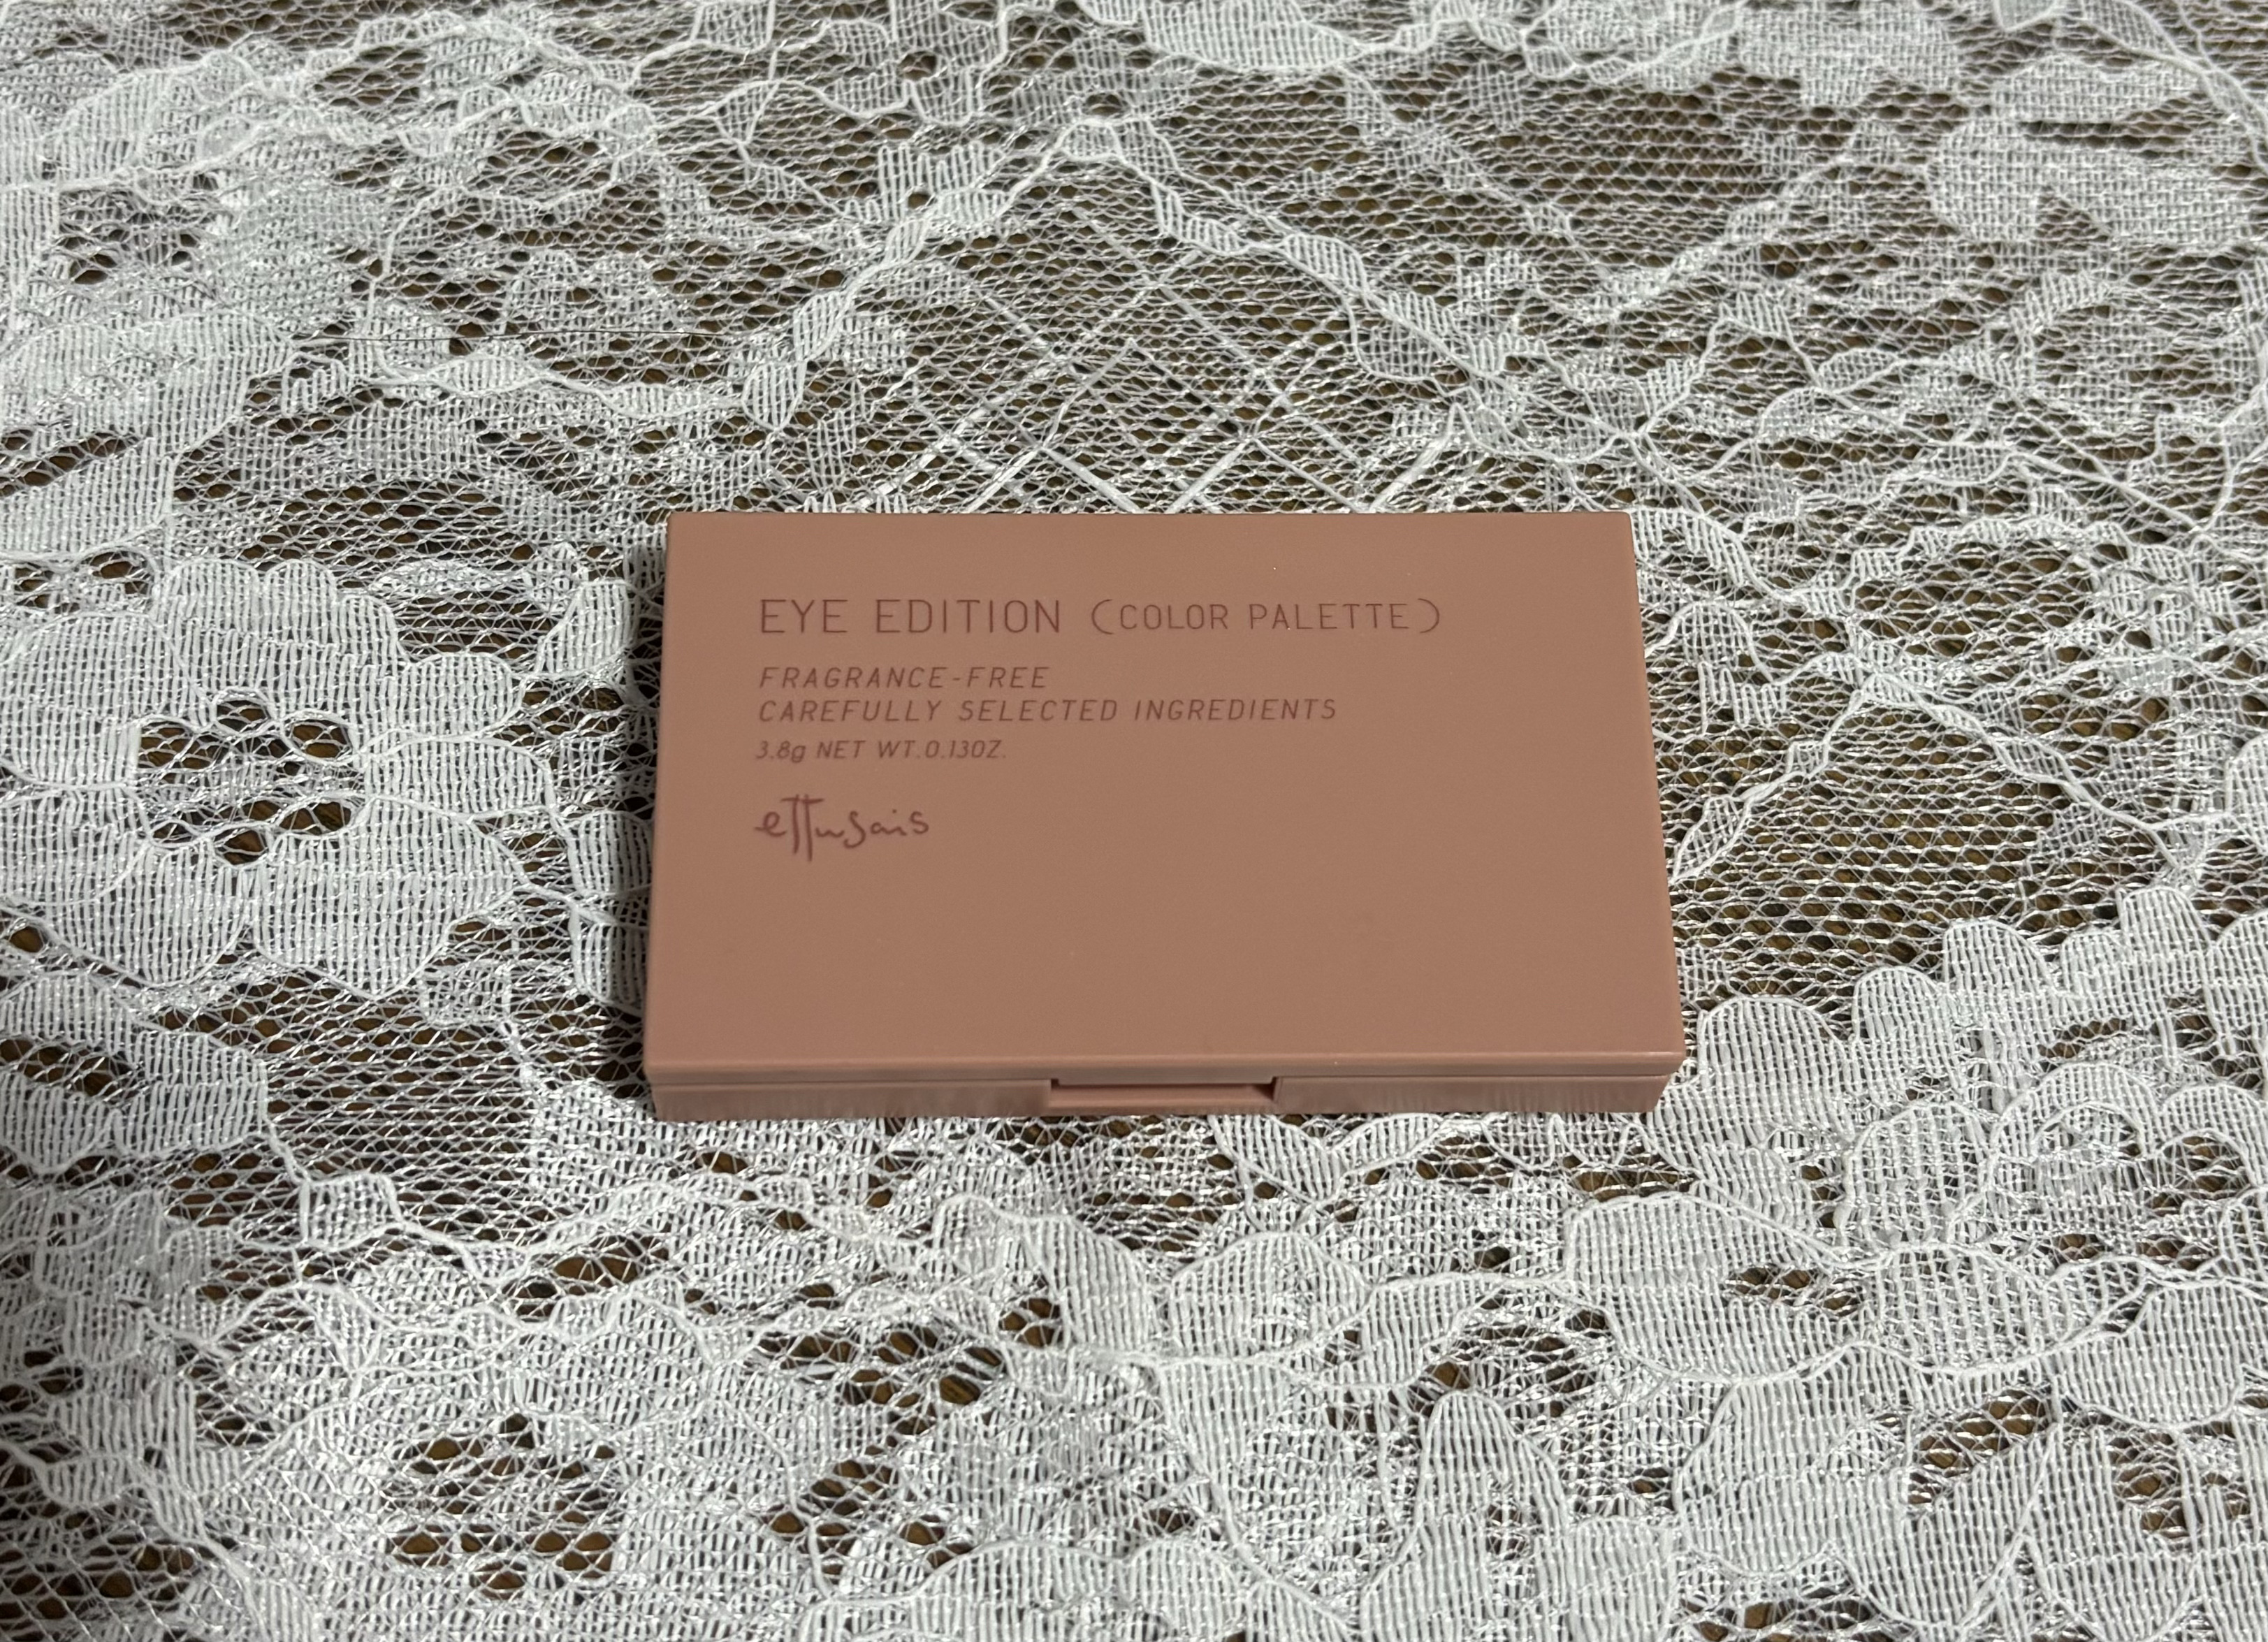 EYE EDITION (COLOR PALETTE)
FRAGRANCE-FREE
CAREFULLY SELECTED INGREDIENTS
3.8g NET WT.0.13OZ.
ettusais